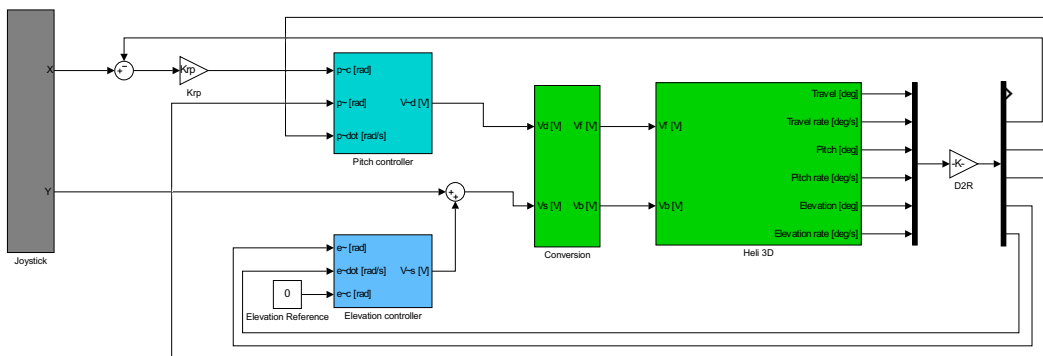 X
Y
Joystick
+
−
Krp
Krp
p~c [rad]
p~ [rad]
p~dot [rad/s]
V~d [V]
Pitch controller
+
+
e~ [rad]
e~dot [rad/s]
e~c [rad]
V~s [V]
Elevation controller
0
Elevation Reference
Vd [V]
Vs [V]
Vf [V]
Vb [V]
Conversion
Vf [V]
Vb [V]
Travel [deg]
Travel rate [deg/s]
Pitch [deg]
Pitch rate [deg/s]
Elevation [deg]
Elevation rate [deg/s]
Heli 3D
-K-
D2R